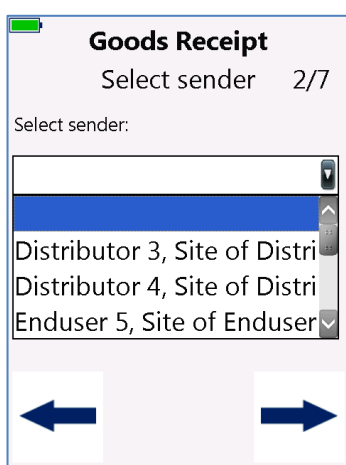 Goods Receipt
Select sender 2/7
Select sender:
Distributor 3, Site of Distri
Distributor 4, Site of Distri
Enduser 5, Site of Enduser